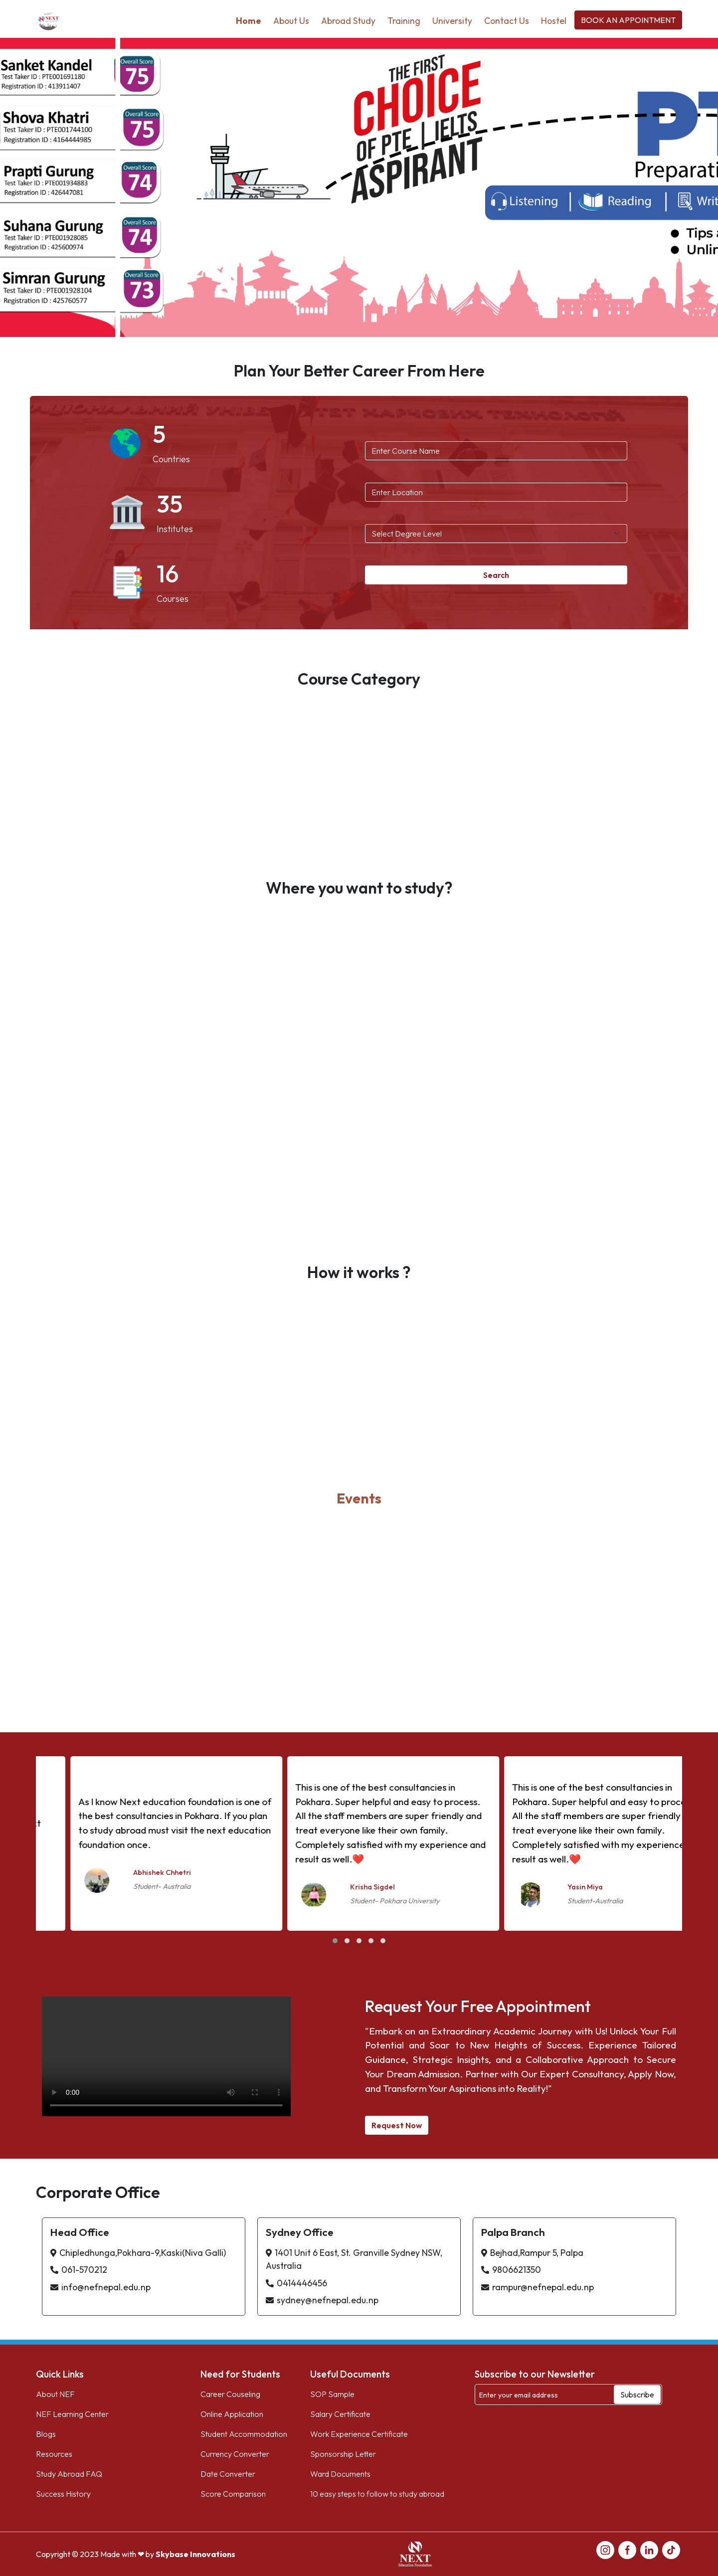 NEXT
Home
About Us
Abroad Study
Training
University
Contact Us
Hostel
BOOK AN APPOINTMENT
Sanket Kandel
Test Taker ID : PTE001691180
Registration ID : 413911407
Overall Score
75
Shova Khatri
Test Taker ID : PTE001744100
Registration ID : 4164444985
Overall Score
75
Prapti Gurung
Test Taker ID : PTE001934883
Registration ID : 426447081
Overall Score
74
Suhana Gurung
Test Taker ID : PTE001928085
Registration ID : 425600974
Overall Score
74
Simran Gurung
Test Taker ID : PTE001928104
Registration ID : 425760577
Overall Score
73
THE FIRST
CHOICE
OF PTE | IELTS
ASPIRANT
PT
Preparatio
Listening
Reading
Writ
Tips a
Unlin
Plan Your Better Career From Here
5
Countries
35
Institutes
16
Courses
Enter Course Name
Enter Location
Select Degree Level
Search
Course Category
Where you want to study?
How it works ?
Events
As I know Next education foundation is one of
the best consultancies in Pokhara. If you plan
to study abroad must visit the next education
foundation once.
Abhishek Chhetri
Student- Australia
This is one of the best consultancies in
Pokhara. Super helpful and easy to process.
All the staff members are super friendly and
treat everyone like their own family.
Completely satisfied with my experience and
result as well.❤️
Krisha Sigdel
Student- Pokhara University
This is one of the best consultancies in
Pokhara. Super helpful and easy to proce
All the staff members are super friendly
treat everyone like their own family.
Completely satisfied with my experience
result as well.❤️
Yasin Miya
Student-Australia
0:00
Request Your Free Appointment
"Embark on an Extraordinary Academic Journey with Us! Unlock Your Full
Potential and Soar to New Heights of Success. Experience Tailored
Guidance, Strategic Insights, and a Collaborative Approach to Secure
Your Dream Admission. Partner with Our Expert Consultancy, Apply Now,
and Transform Your Aspirations into Reality!"
Request Now
Corporate Office
Head Office
Chipledhunga,Pokhara-9,Kaski(Niva Galli)
061-570212
info@nefnepal.edu.np
Sydney Office
1401 Unit 6 East, St. Granville Sydney NSW,
Australia
0414446456
sydney@nefnepal.edu.np
Palpa Branch
Bejhad,Rampur 5, Palpa
9806621350
rampur@nefnepal.edu.np
Quick Links
About NEF
NEF Learning Center
Blogs
Resources
Study Abroad FAQ
Success History
Need for Students
Career Couseling
Online Application
Student Accommodation
Currency Converter
Date Converter
Score Comparison
Useful Documents
SOP Sample
Salary Certificate
Work Experience Certificate
Sponsorship Letter
Ward Documents
10 easy steps to follow to study abroad
Subscribe to our Newsletter
Enter your email address
Subscribe
Copyright © 2023 Made with ❤ by Skybase Innovations
NEXT
Education Foundation